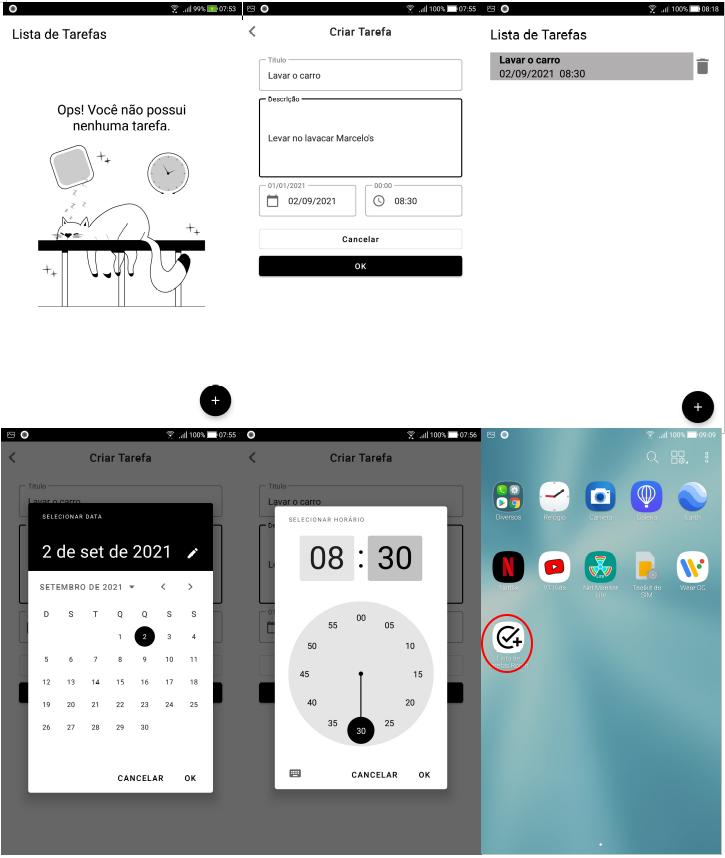 99% 07:53
Lista de Tarefas
Ops! Você não possui
nenhuma tarefa.
+
100% 07:55
Criar Tarefa
Título
Lavar o carro
Descrição
Levar no lavacar Marcelo's
01/01/2021
02/09/2021
00:00
08:30
Cancelar
OK
100% 08:18
Lista de Tarefas
Lavar o carro
02/09/2021 08:30
+
100% 07:55
Criar Tarefa
Título
Lavar o carro
SELECIONAR DATA
2 de set de 2021
SETEMBRO DE 2021
D S T Q Q S S
1 2 3 4
5 6 7 8 9 10 11
12 13 14 15 16 17 18
19 20 21 22 23 24 25
26 27 28 29 30
CANCELAR OK
100% 07:56
Criar Tarefa
Título
Lavar o carro
SELECIONAR HORÁRIO
08:30
00
05
10
15
20
25
30
35
40
45
50
55
CANCELAR OK
100% 09:09
Diversos Relógio Câmera Galeria Earth
N
Netflix YT Kids Net Monitor Lite Toolkit do SIM Wear OS
Lista de